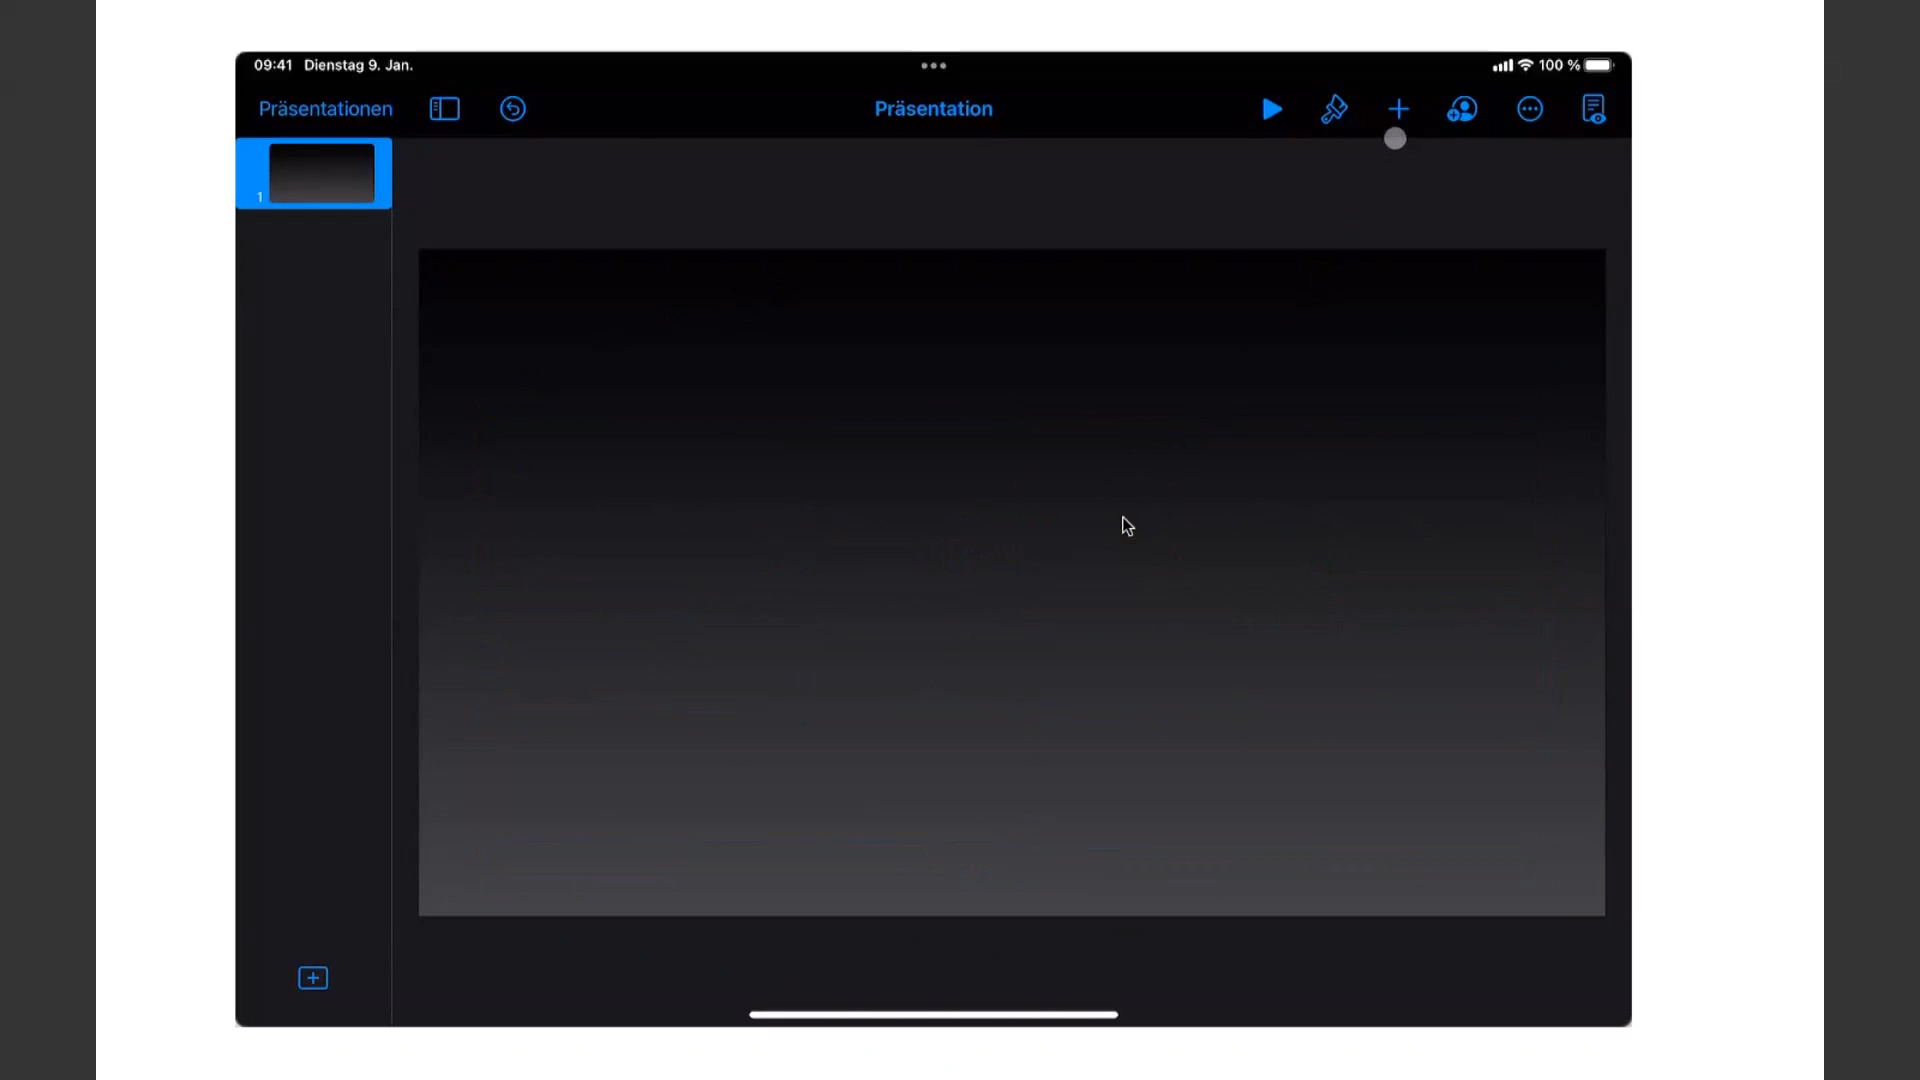 09:41 Dienstag 9. Jan.
100 %
Präsentationen
Präsentation
1